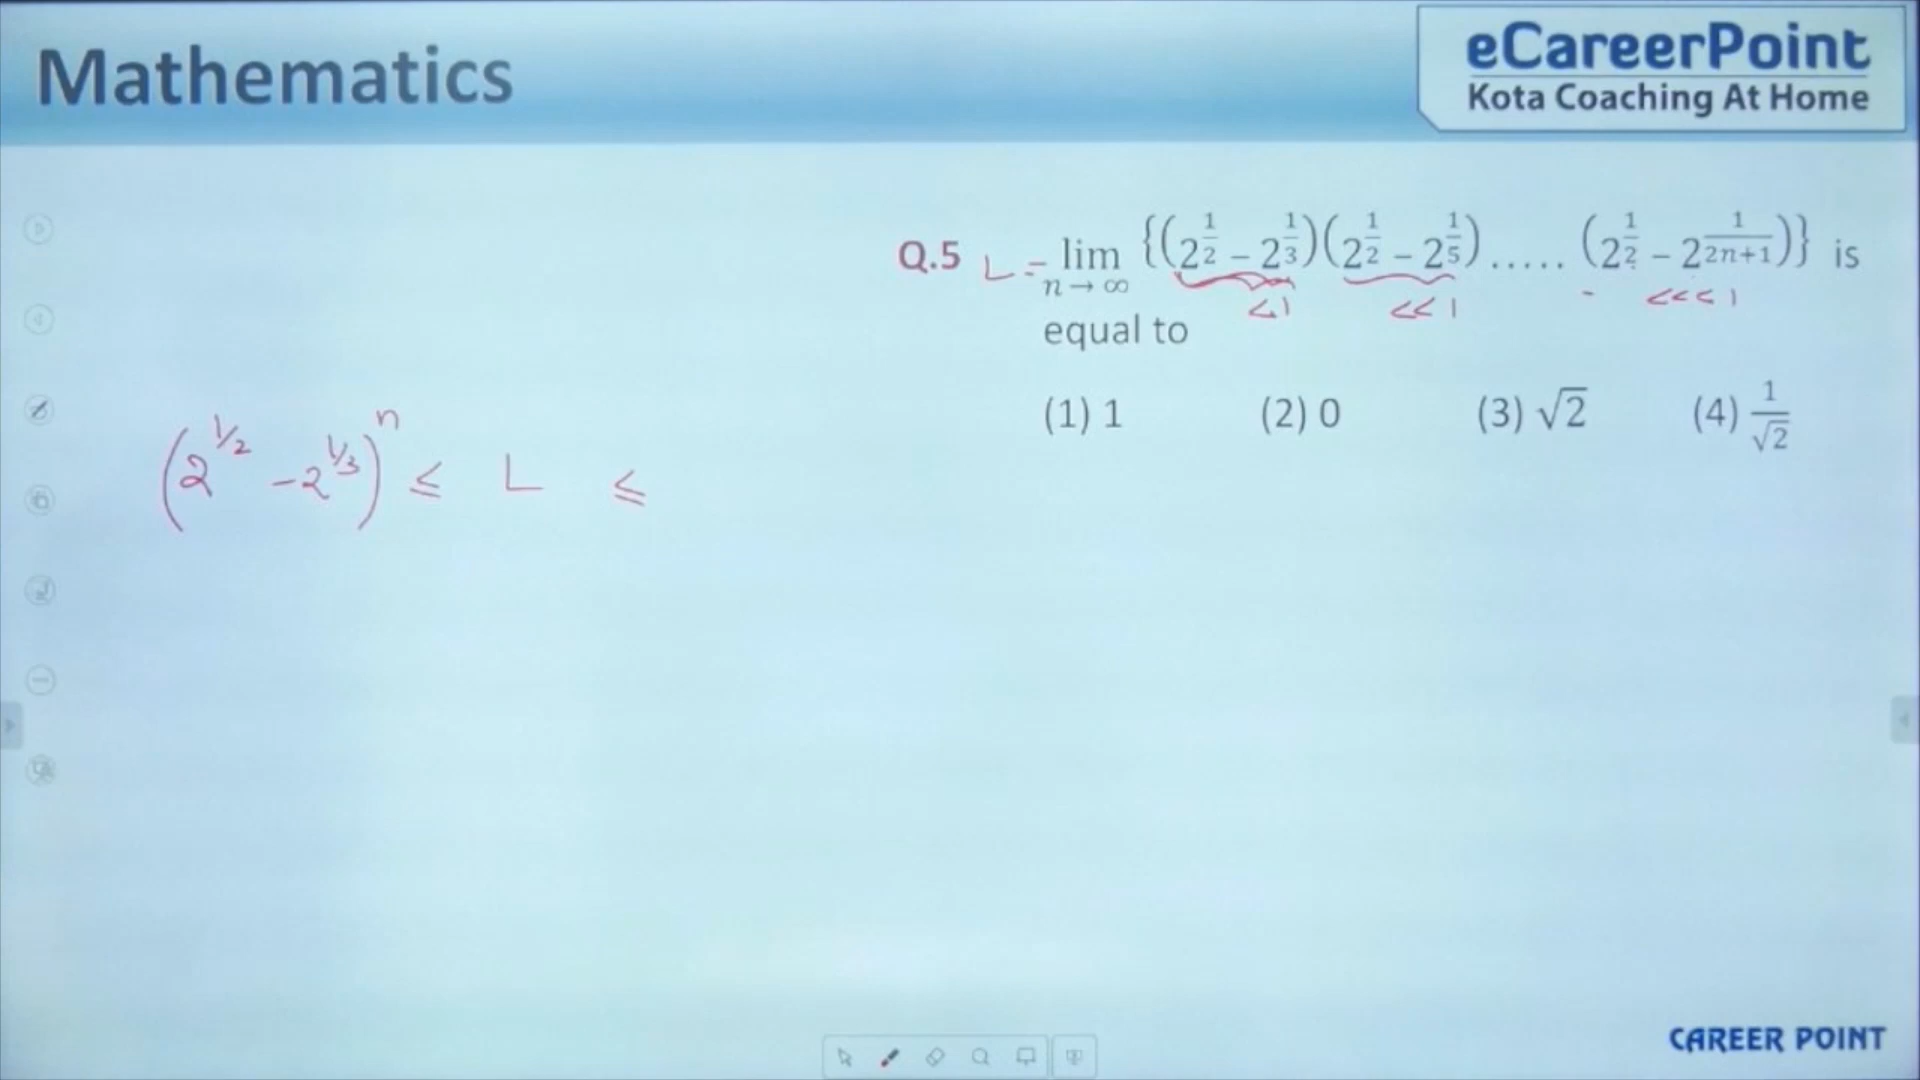 Mathematics
eCareerPoint
Kota Coaching At Home
Q.5 L = lim n → ∞ {(2^{1/2} − 2^{1/3})(2^{1/2} − 2^{1/5}) ..... (2^{1/2} − 2^{1/(2n+1)})} is
<1 <<1 <<<1
equal to
(1) 1 (2) 0 (3) √2 (4) 1/√2
(2^{1/2} − 2^{1/3})^n ≤ L ≤
CAREER POINT